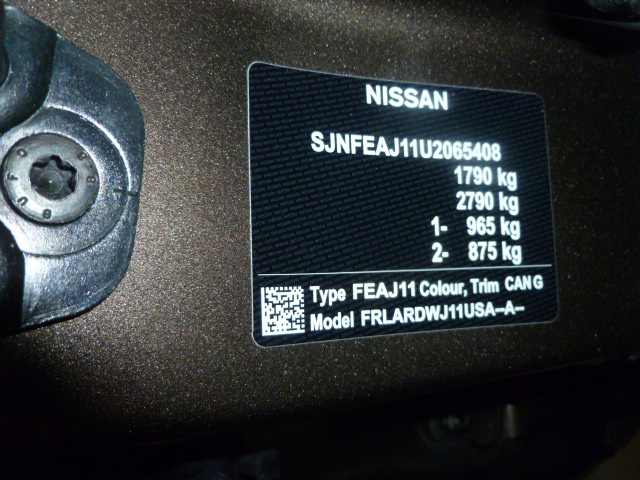 NISSAN
SJNFEAJ11U2065408
1790 kg
2790 kg
1- 965 kg
2- 875 kg
Type FEAJ11 Colour, Trim CAN G
Model FRLARDWJ11USA--A--